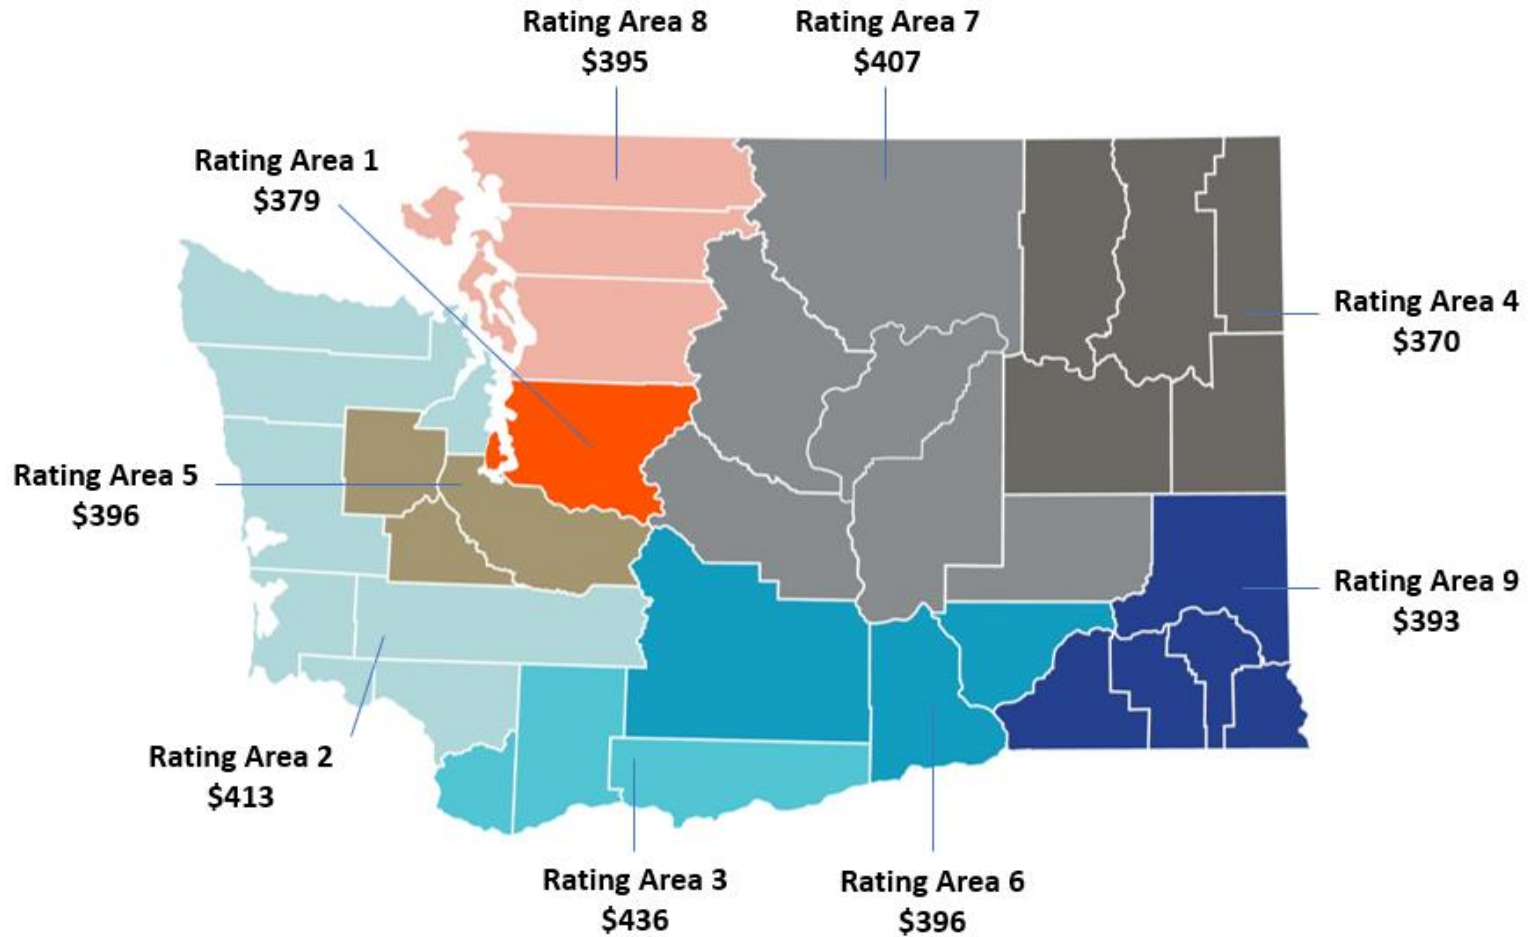 Rating Area 8
$395
Rating Area 7
$407
Rating Area 1
$379
Rating Area 4
$370
Rating Area 5
$396
Rating Area 9
$393
Rating Area 2
$413
Rating Area 3
$436
Rating Area 6
$396